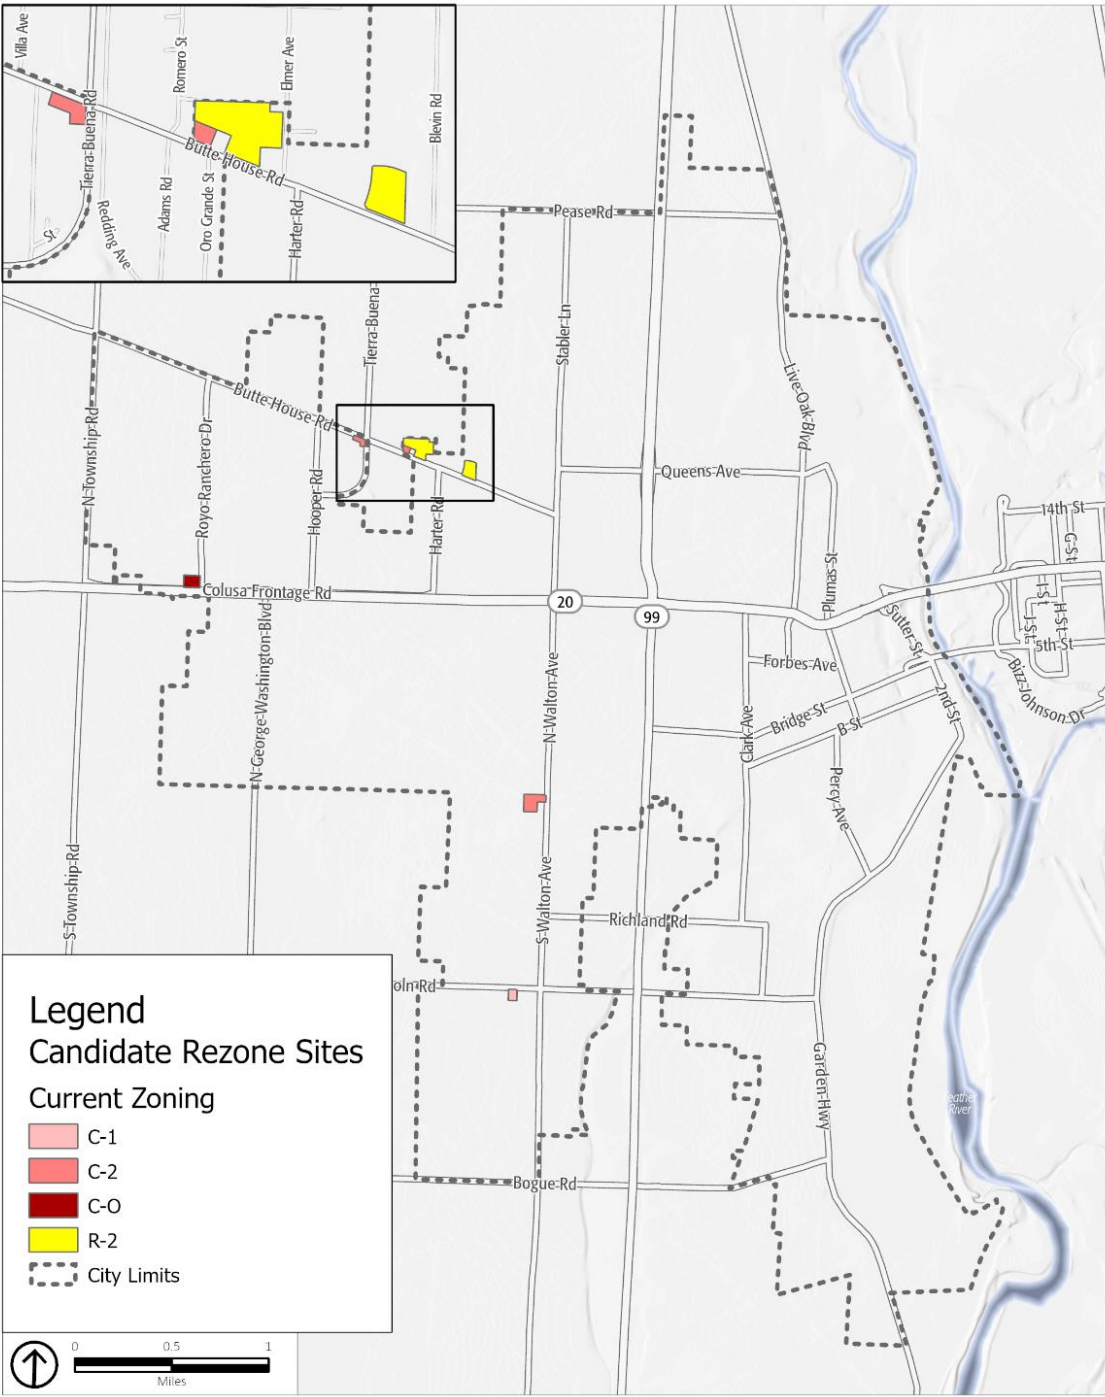 Villa Ave
Romero St
Elmer Ave
Blevin Rd
Tierra-Buena-Rd
Butte-House-Rd
St
Redding Ave
Adams Rd
Oro Grande St
Harter-Rd
Pease Rd
Stabler-Ln
Tierra-Buena-
Live-Oak-Blvd
Butte-House-Rd
N-Township-Rd
Royo-Ranchero-Dr
Hooper-Rd
Harter-Rd
Queens-Ave
14th St
G-St
Colusa Frontage Rd
20
99
Plumas-St
I-St
H-St
J-St
5th-St
Sutter-St
N-George-Washington-Blvd
N-Walton-Ave
Forbes-Ave
Bizz-Johnson-Dr
2nd-St
Bridge-St
B-St
Clark-Ave
Percy-Ave
S-Township-Rd
S-Walton-Ave
Richland-Rd
oln-Rd
Garden-Hwy
eather
River
Bogue-Rd
Legend
Candidate Rezone Sites
Current Zoning
C-1
C-2
C-O
R-2
City Limits
0 0.5 1
Miles